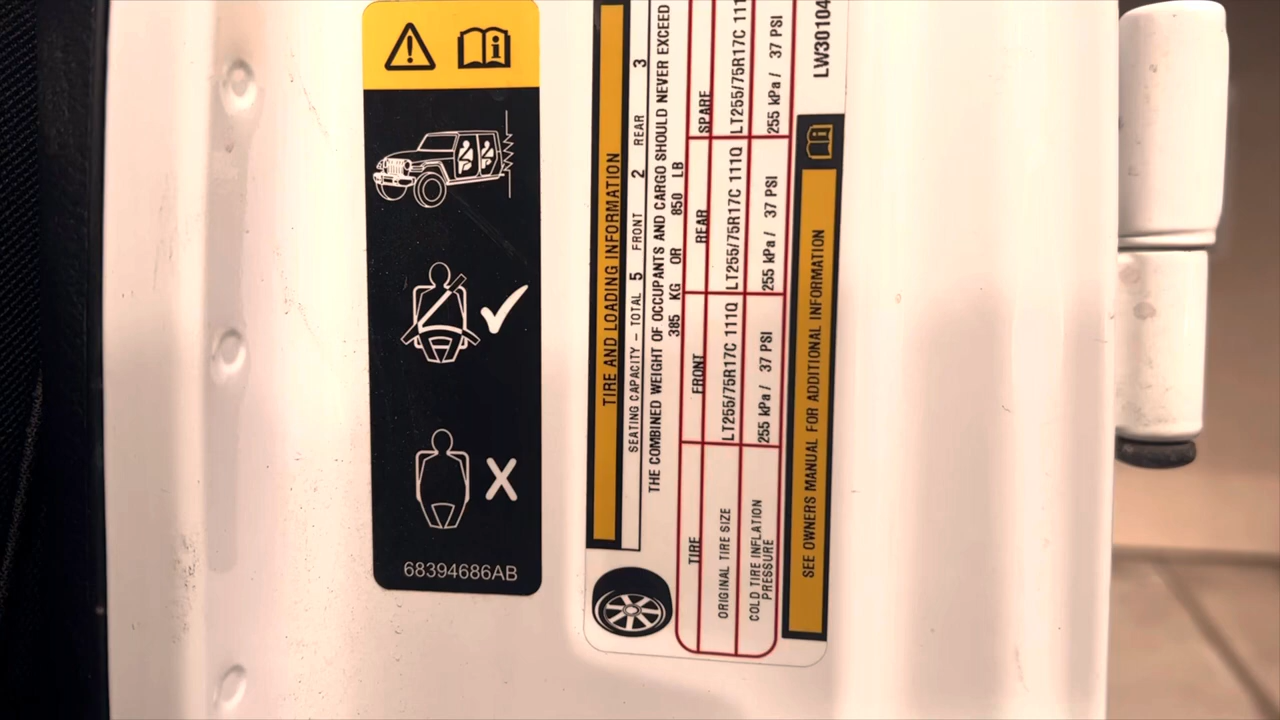 68394686AB
TIRE AND LOADING INFORMATION
SEATING CAPACITY – TOTAL 5 FRONT 2 REAR 3
THE COMBINED WEIGHT OF OCCUPANTS AND CARGO SHOULD NEVER EXCEED
385 KG OR 850 LB
TIRE FRONT REAR SPARE
ORIGINAL TIRE SIZE LT255/75R17C 111Q LT255/75R17C 111Q LT255/75R17C 111
COLD TIRE INFLATION PRESSURE 255 kPa / 37 PSI 255 kPa / 37 PSI 255 kPa / 37 PSI
SEE OWNERS MANUAL FOR ADDITIONAL INFORMATION
LW30104